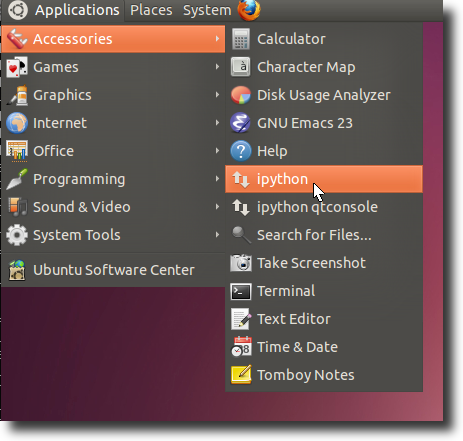 Applications Places System
Accessories
Games
Graphics
Internet
Office
Programming
Sound & Video
System Tools
Ubuntu Software Center
Calculator
Character Map
Disk Usage Analyzer
GNU Emacs 23
Help
ipython
ipython qtconsole
Search for Files...
Take Screenshot
Terminal
Text Editor
Time & Date
Tomboy Notes